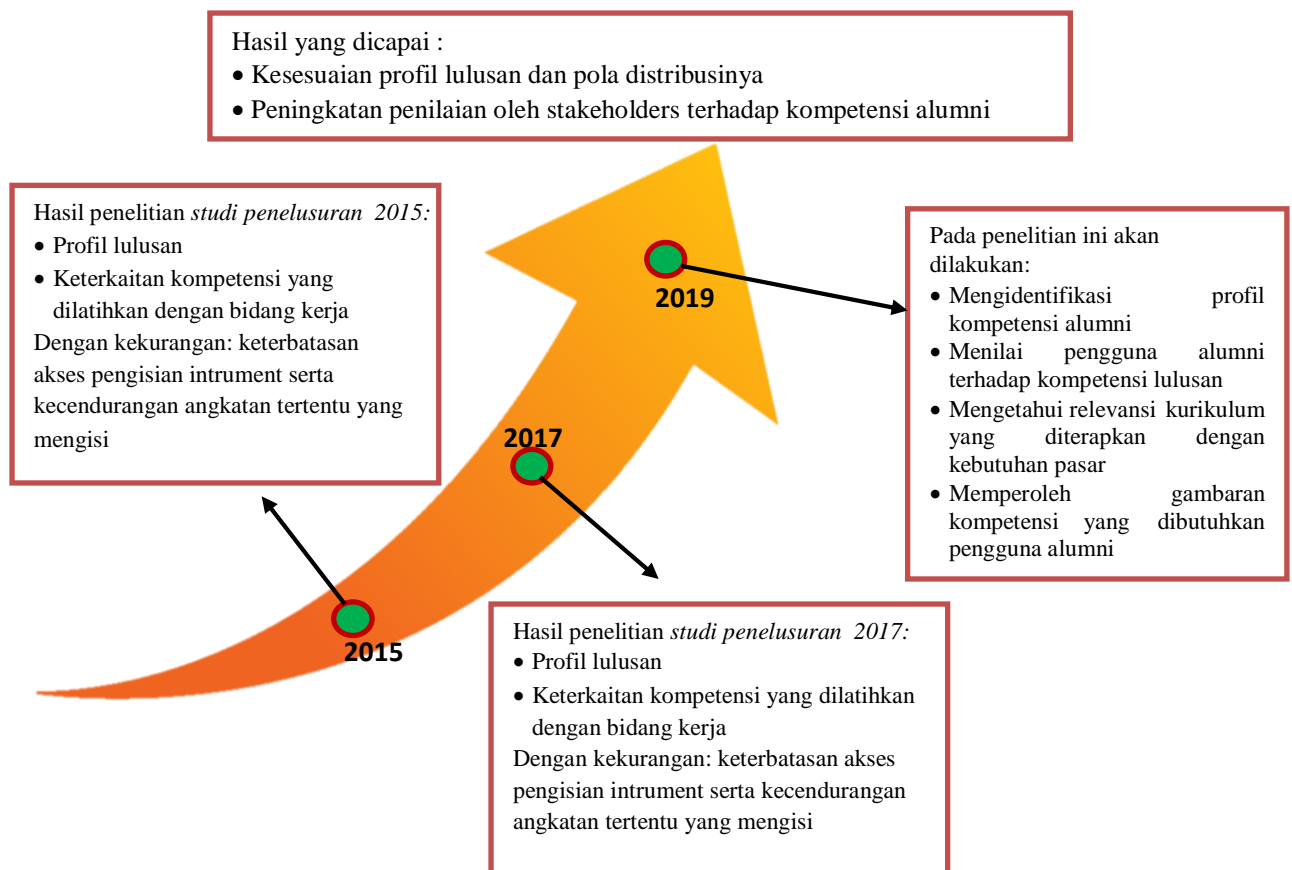 Hasil yang dicapai :
• Kesesuaian profil lulusan dan pola distribusinya
• Peningkatan penilaian oleh stakeholders terhadap kompetensi alumni
Hasil penelitian studi penelusuran 2015:
• Profil lulusan
• Keterkaitan kompetensi yang
dilatihkan dengan bidang kerja
Dengan kekurangan: keterbatasan
akses pengisian intrument serta
kecendurangan angkatan tertentu yang
mengisi
Pada penelitian ini akan
dilakukan:
• Mengidentifikasi profil
kompetensi alumni
• Menilai pengguna alumni
terhadap kompetensi lulusan
• Mengetahui relevansi kurikulum
yang diterapkan dengan
kebutuhan pasar
• Memperoleh gambaran
kompetensi yang dibutuhkan
pengguna alumni
2019
2017
2015
Hasil penelitian studi penelusuran 2017:
• Profil lulusan
• Keterkaitan kompetensi yang dilatihkan
dengan bidang kerja
Dengan kekurangan: keterbatasan akses
pengisian intrument serta kecendurangan
angkatan tertentu yang mengisi